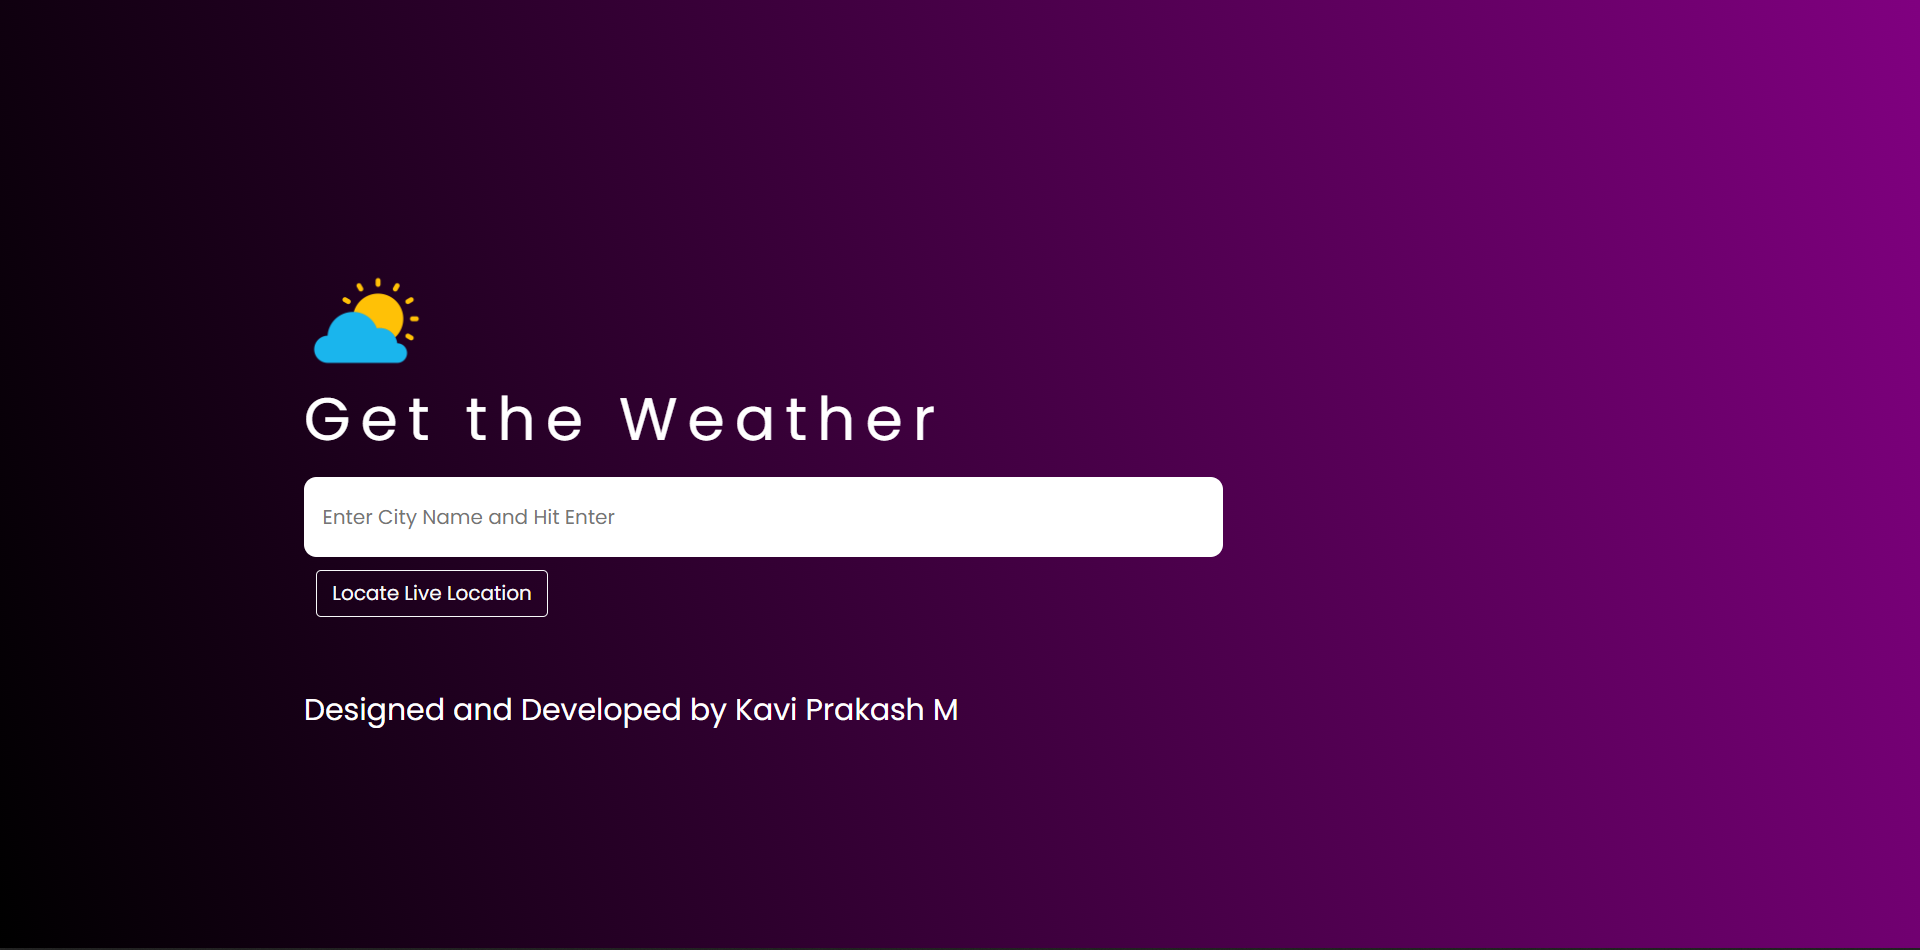 Get the Weather
Enter City Name and Hit Enter
Locate Live Location
Designed and Developed by Kavi Prakash M